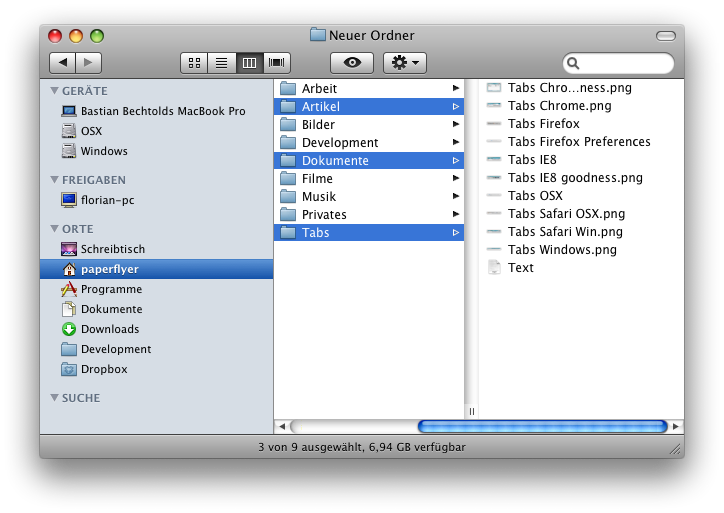 Neuer Ordner
GERÄTE
Bastian Bechtolds MacBook Pro
OSX
Windows
FREIGABEN
florian-pc
ORTE
Schreibtisch
paperflyer
Programme
Dokumente
Downloads
Development
Dropbox
SUCHE
Arbeit
Artikel
Bilder
Development
Dokumente
Filme
Musik
Privates
Tabs
Tabs Chro...ness.png
Tabs Chrome.png
Tabs Firefox
Tabs Firefox Preferences
Tabs IE8
Tabs IE8 goodness.png
Tabs OSX
Tabs Safari OSX.png
Tabs Safari Win.png
Tabs Windows.png
Text
3 von 9 ausgewählt, 6,94 GB verfügbar